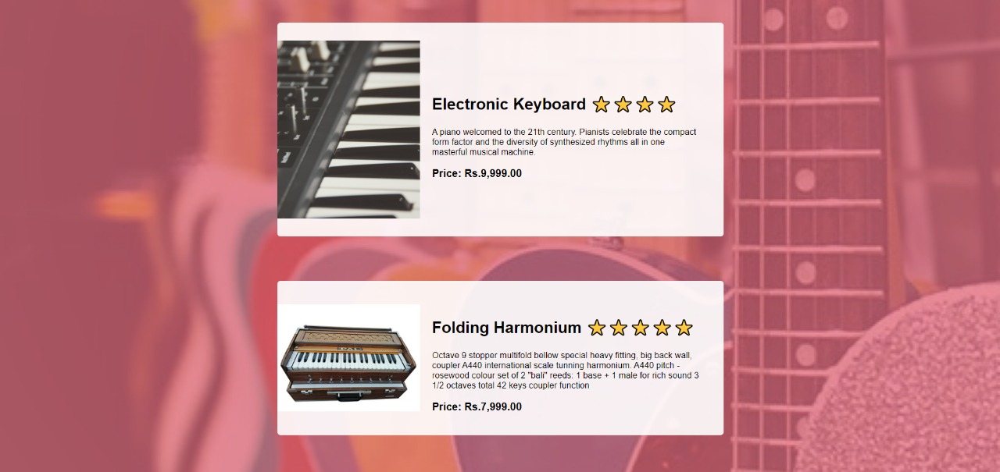 Electronic Keyboard
A piano welcomed to the 21th century. Pianists celebrate the compact
form factor and the diversity of synthesized rhythms all in one
masterful musical machine.
Price: Rs.9,999.00
Folding Harmonium
Octave 9 stopper multifold bellow special heavy fitting, big back wall,
coupler A440 international scale tunning harmonium. A440 pitch -
rosewood colour set of 2 "bali" reeds: 1 base + 1 male for rich sound 3
1/2 octaves total 42 keys coupler function
Price: Rs.7,999.00